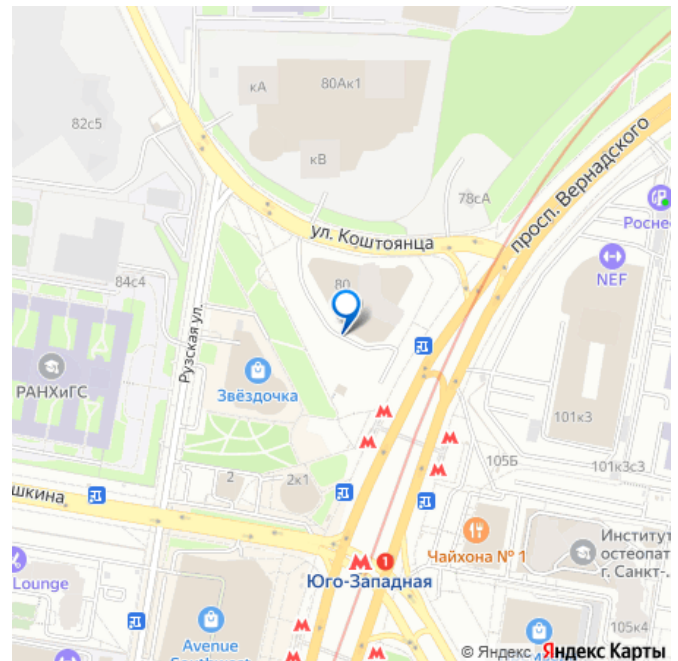 кА
80Ак1
82с5
кВ
78сА
просп. Вернадского
Росне
ул. Коштоянца
NEF
84с4
80
Рузская ул.
РАНХиГС
Звёздочка
101к3
105Б
101к3с3
2
2к1
шкина
Чайхона № 1
Институт
остеопат
г. Санкт-...
1
Юго-Западная
Lounge
105к4
Avenue
© Яндекс
Яндекс Карты